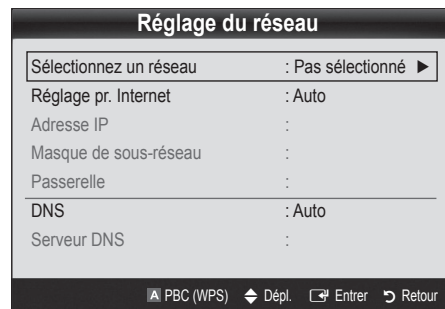 Réglage du réseau
Sélectionnez un réseau : Pas sélectionné ►
Réglage pr. Internet : Auto
Adresse IP :
Masque de sous-réseau :
Passerelle :
DNS : Auto
Serveur DNS :
A PBC (WPS) Dépl. Entrer Retour